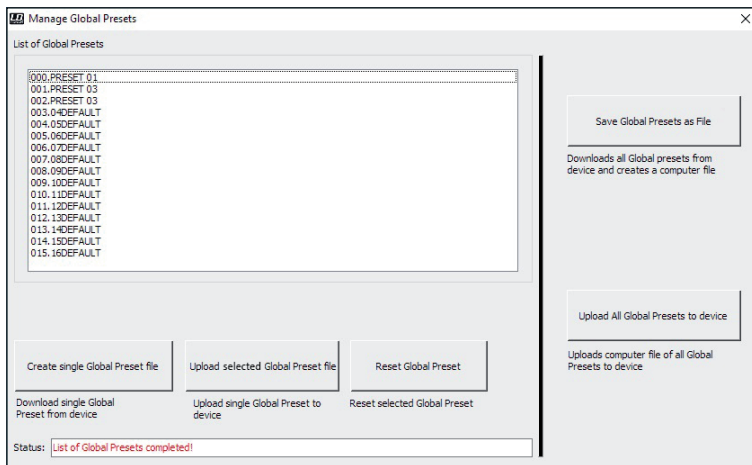 LD Manage Global Presets
List of Global Presets
000.PRESET 01
001.PRESET 03
002.PRESET 03
003.04DEFAULT
004.05DEFAULT
005.06DEFAULT
006.07DEFAULT
007.08DEFAULT
008.09DEFAULT
009.10DEFAULT
010.11DEFAULT
011.12DEFAULT
012.13DEFAULT
013.14DEFAULT
014.15DEFAULT
015.16DEFAULT
Save Global Presets as File
Downloads all Global presets from
device and creates a computer file
Upload All Global Presets to device
Uploads computer file of all Global
Presets to device
Create single Global Preset file
Download single Global
Preset from device
Upload selected Global Preset file
Upload single Global Preset to
device
Reset Global Preset
Reset selected Global Preset
Status: List of Global Presets completed!